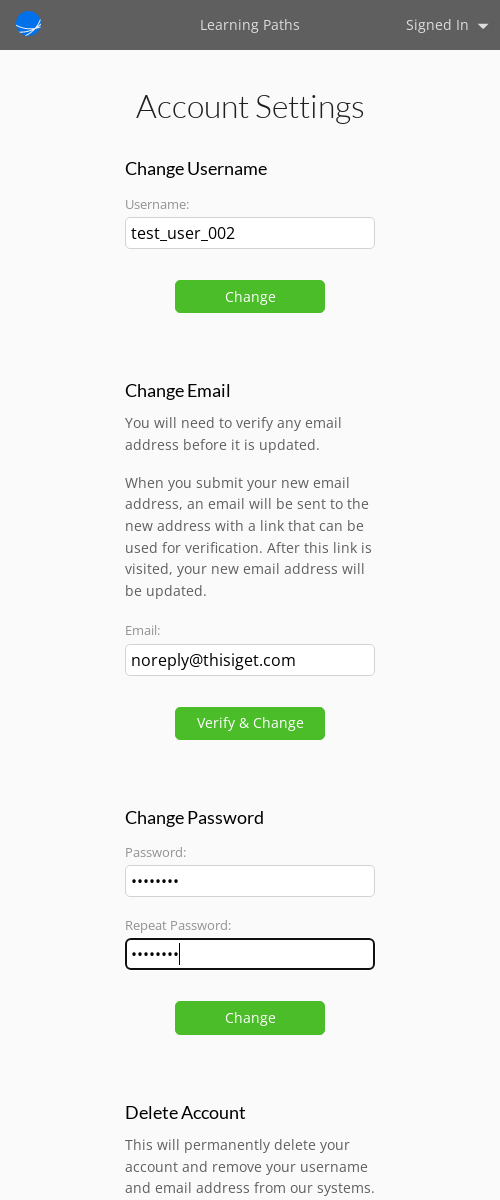 Learning Paths
Signed In
Account Settings
Change Username
Username:
test_user_002
Change
Change Email
You will need to verify any email
address before it is updated.
When you submit your new email
address, an email will be sent to the
new address with a link that can be
used for verification. After this link is
visited, your new email address will
be updated.
Email:
noreply@thisiget.com
Verify & Change
Change Password
Password:
••••••••
Repeat Password:
••••••••
Change
Delete Account
This will permanently delete your
account and remove your username
and email address from our systems.